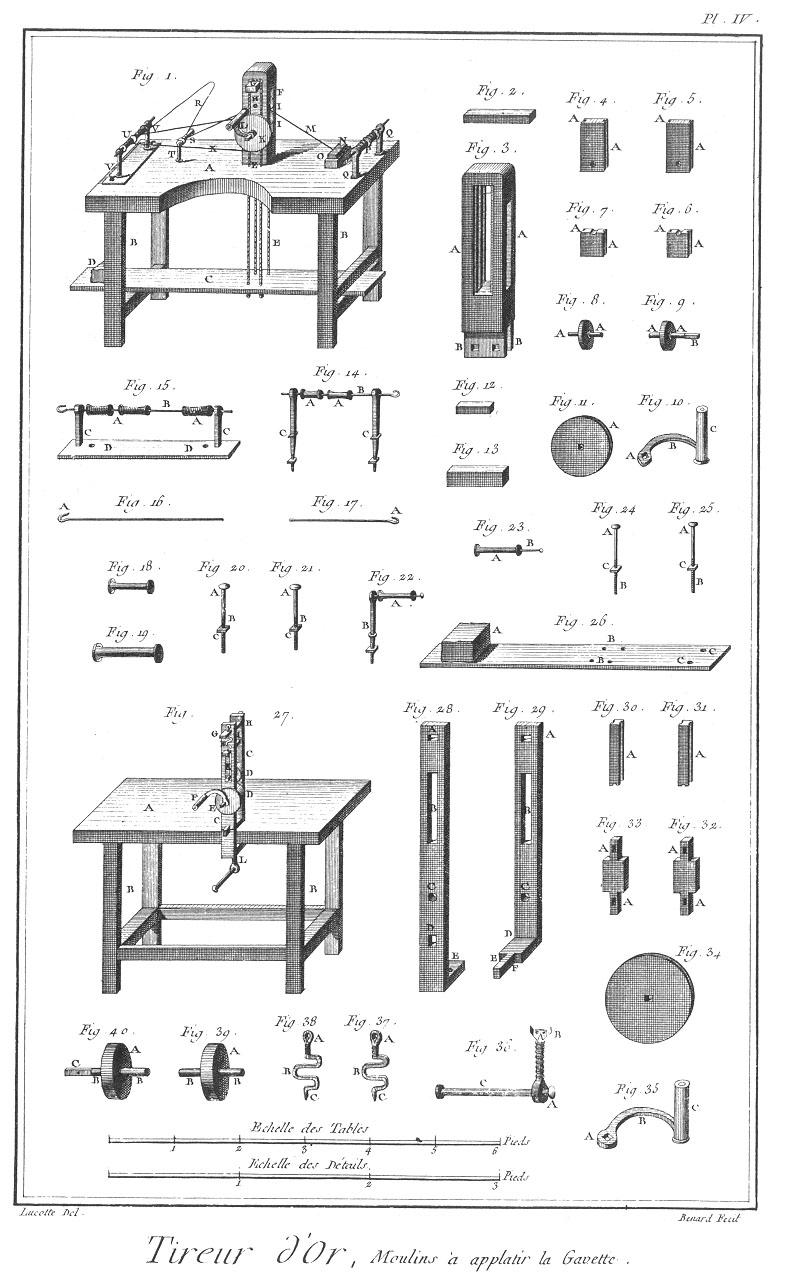 Pl. IV.
Fig. 1.
V U V R S T X A L H G F I I K E M N O P Q Q
B B C D E
Fig. 2.
Fig. 3.
A A B B
Fig. 4.
A A
Fig. 5.
A A
Fig. 7.
A A
Fig. 6.
A A
Fig. 8.
A A
Fig. 9.
A A B
Fig. 15.
B A A C C D D
Fig. 14.
B A A C C
Fig. 12.
Fig. 13
Fig. 11.
A
Fig. 10.
A B C
Fig. 16.
A
Fig. 17.
A
Fig. 23.
A B
Fig. 24
A C B
Fig. 25.
A C B
Fig. 18.
Fig. 19.
Fig. 20.
A B C
Fig. 21.
A B C
Fig. 22.
A B C
Fig. 26.
A B B C C
Fig. 27.
G H C D D E F C A L B B
Fig. 28.
A B C D E
Fig. 29.
A B C D E F
Fig. 30.
A
Fig. 31.
A
Fig. 33.
A A
Fig. 32.
A A
Fig. 34
Fig. 40.
A B B C
Fig. 39.
A B B
Fig. 38
A B C
Fig. 37.
A B C
Fig. 36.
A B C A
Fig. 35
A B C
Echelle des Tables
1 2 3 4 5 6 Pieds
Echelle des Détails.
1 2 3 Pieds
Lucotte Del.
Benard Fecit
Tireur d'Or, Moulins à applatir la Gavette.